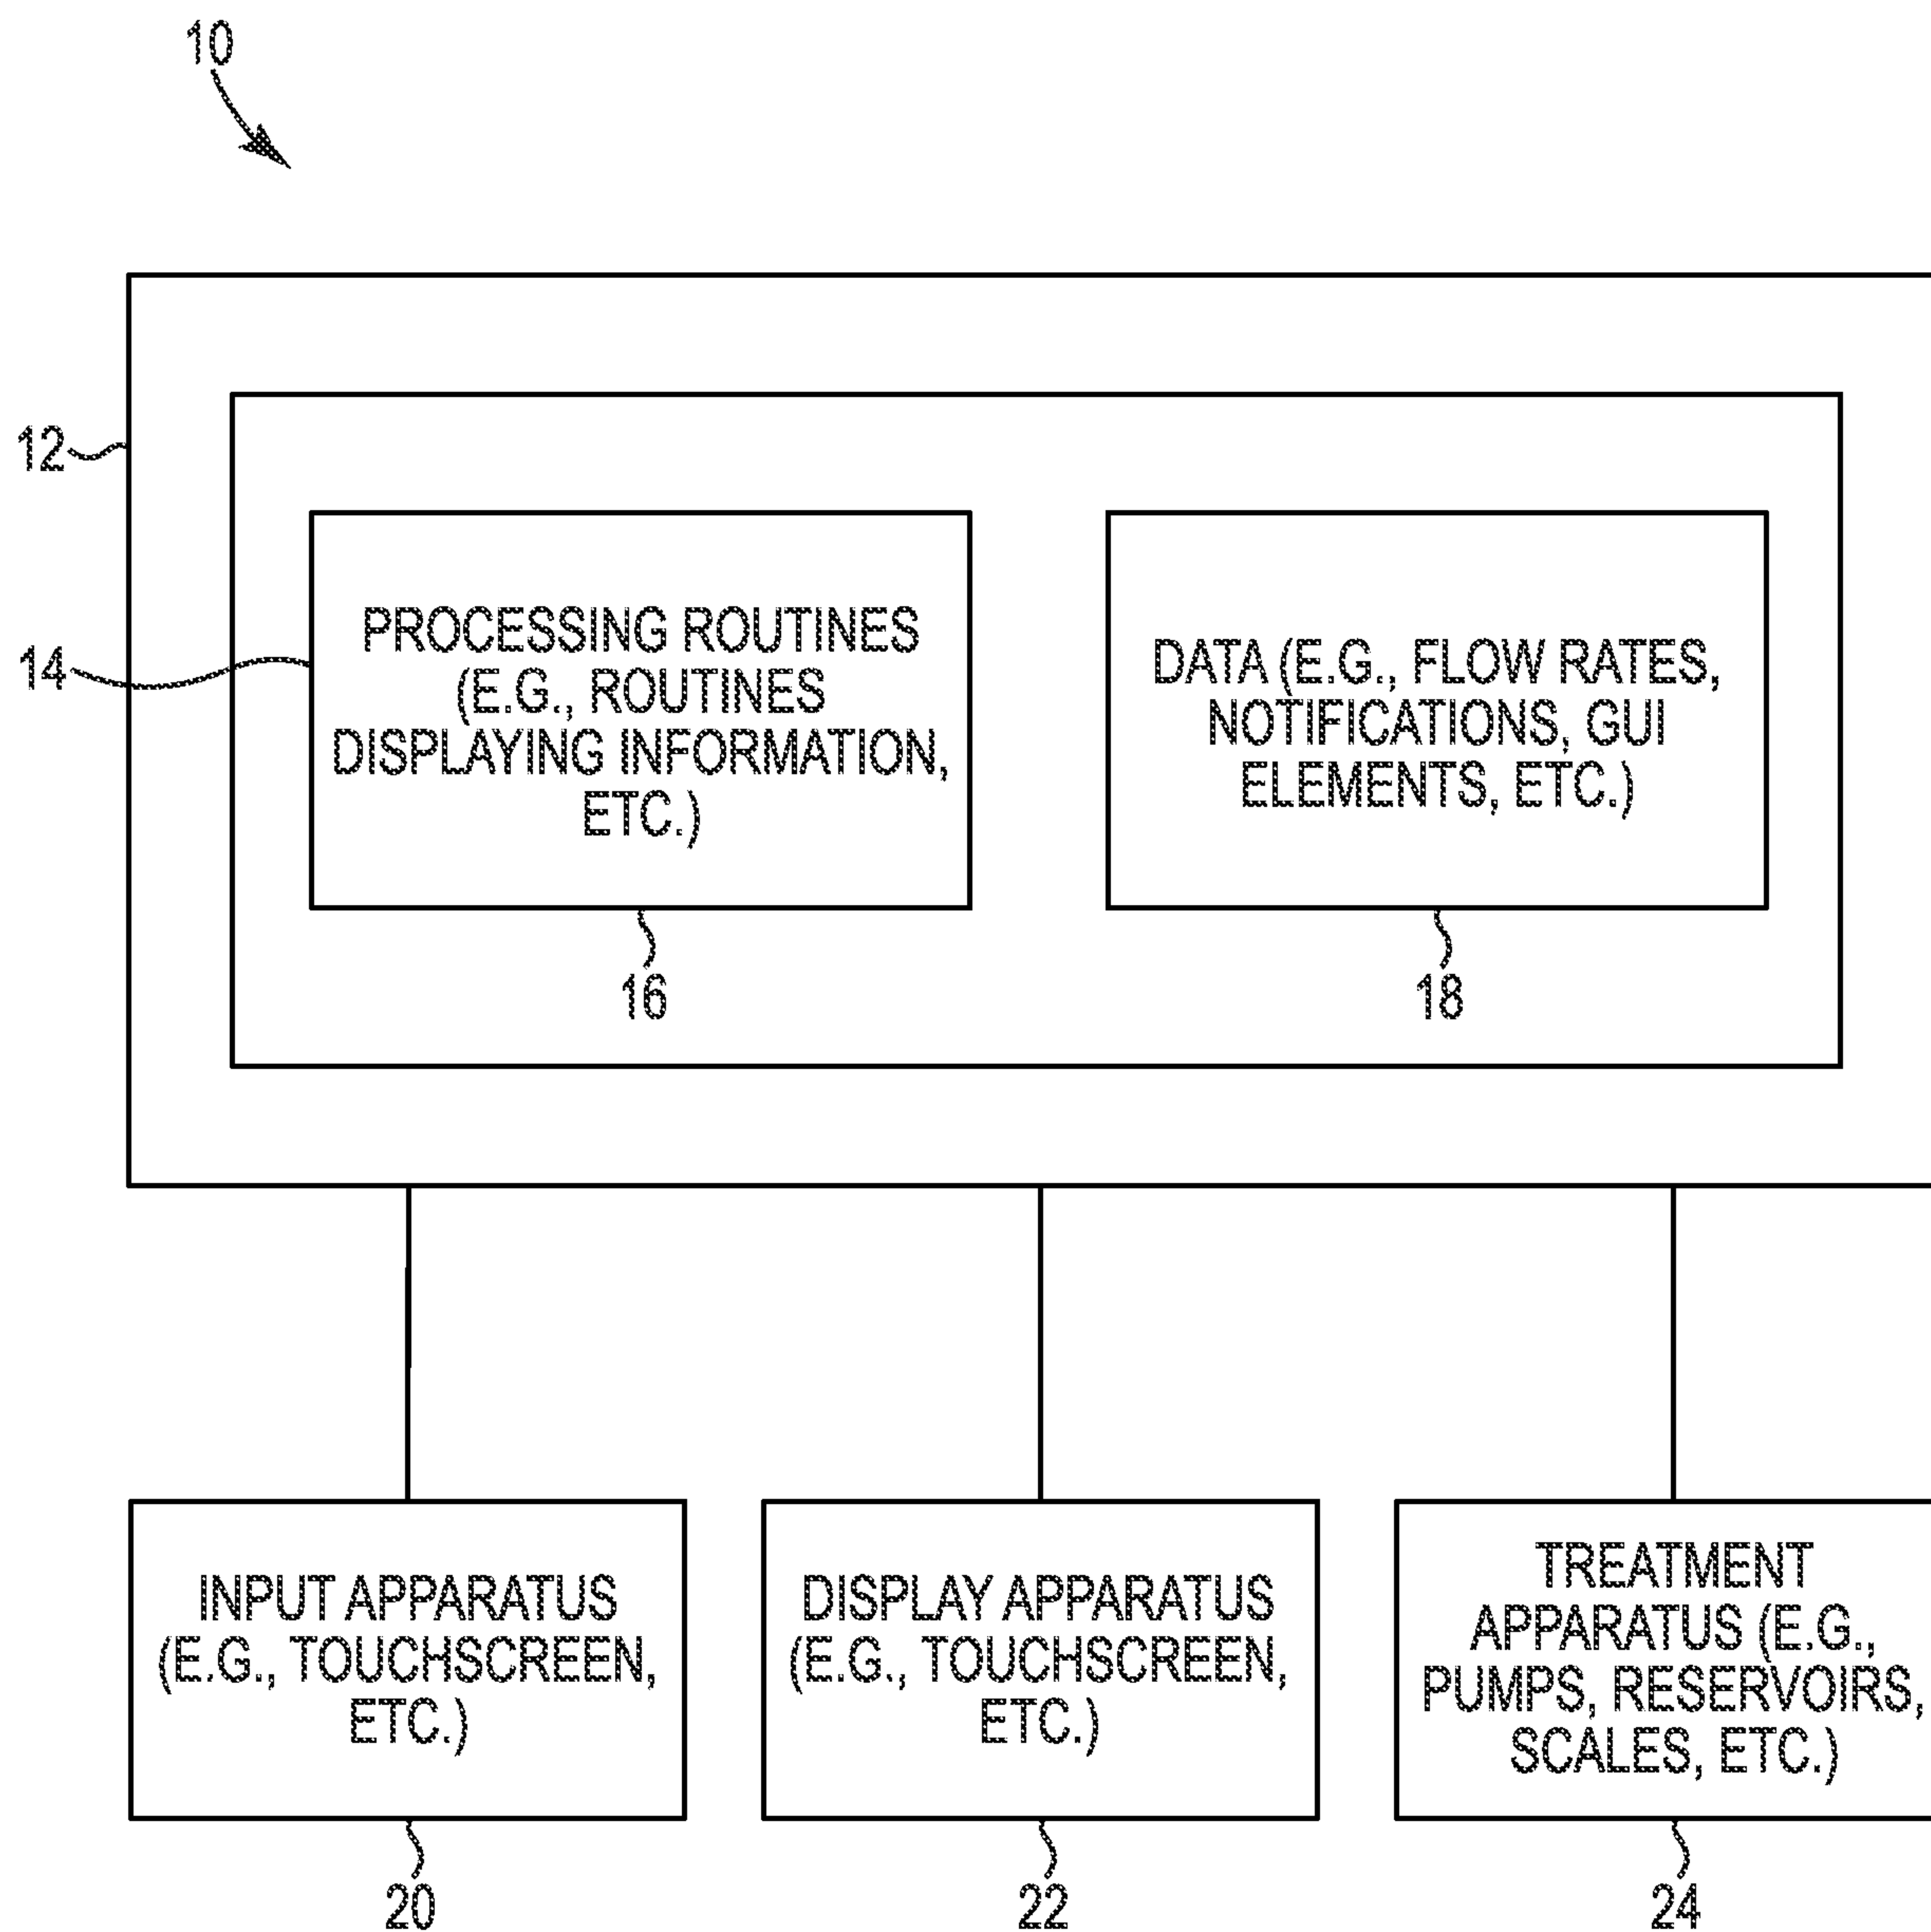 10
12
14
PROCESSING ROUTINES
(E.G., ROUTINES
DISPLAYING INFORMATION,
ETC.)
16
DATA (E.G., FLOW RATES,
NOTIFICATIONS, GUI
ELEMENTS, ETC.)
18
INPUT APPARATUS
(E.G., TOUCHSCREEN,
ETC.)
20
DISPLAY APPARATUS
(E.G., TOUCHSCREEN,
ETC.)
22
TREATMENT
APPARATUS (E.G.,
PUMPS, RESERVOIRS,
SCALES, ETC.)
24